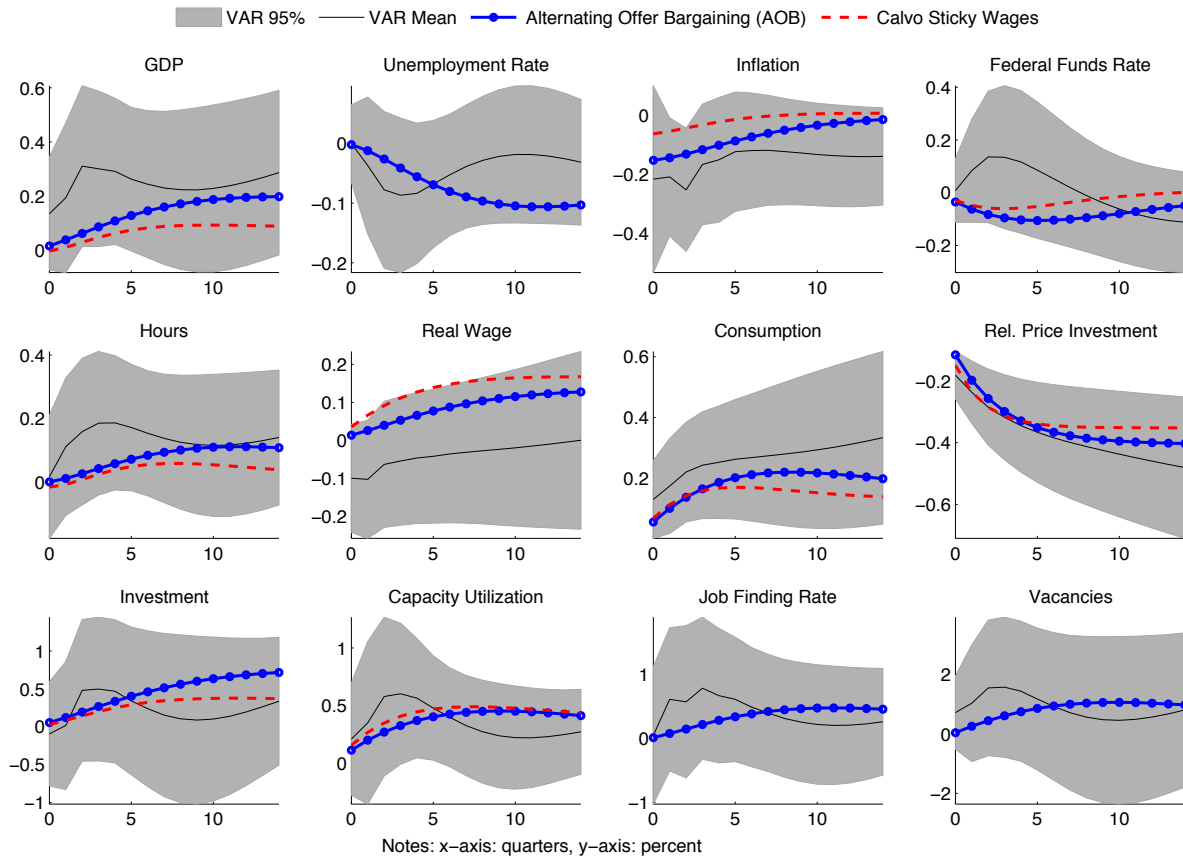 VAR 95% VAR Mean Alternating Offer Bargaining (AOB) Calvo Sticky Wages
GDP Unemployment Rate Inflation Federal Funds Rate
0.6
0.4
0.2
0
0 5 10
0
−0.1
−0.2
0 5 10
0
−0.2
−0.4
0 5 10
0.4
0.2
0
−0.2
0 5 10
Hours Real Wage Consumption Rel. Price Investment
0.4
0.2
0
0 5 10
0.2
0.1
0
−0.1
−0.2
0 5 10
0.6
0.4
0.2
0 5 10
−0.2
−0.4
−0.6
0 5 10
Investment Capacity Utilization Job Finding Rate Vacancies
1
0.5
0
−0.5
−1
0 5 10
1
0.5
0
0 5 10
1
0
−1
0 5 10
2
0
−2
0 5 10
Notes: x−axis: quarters, y−axis: percent